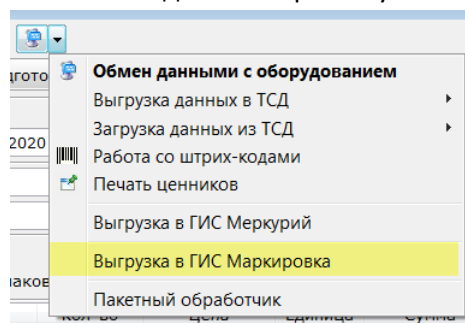 2020
Обмен данными с оборудованием
Выгрузка данных в ТСД
Загрузка данных из ТСД
Работа со штрих-кодами
Печать ценников
Выгрузка в ГИС Меркурий
Выгрузка в ГИС Маркировка
Пакетный обработчик